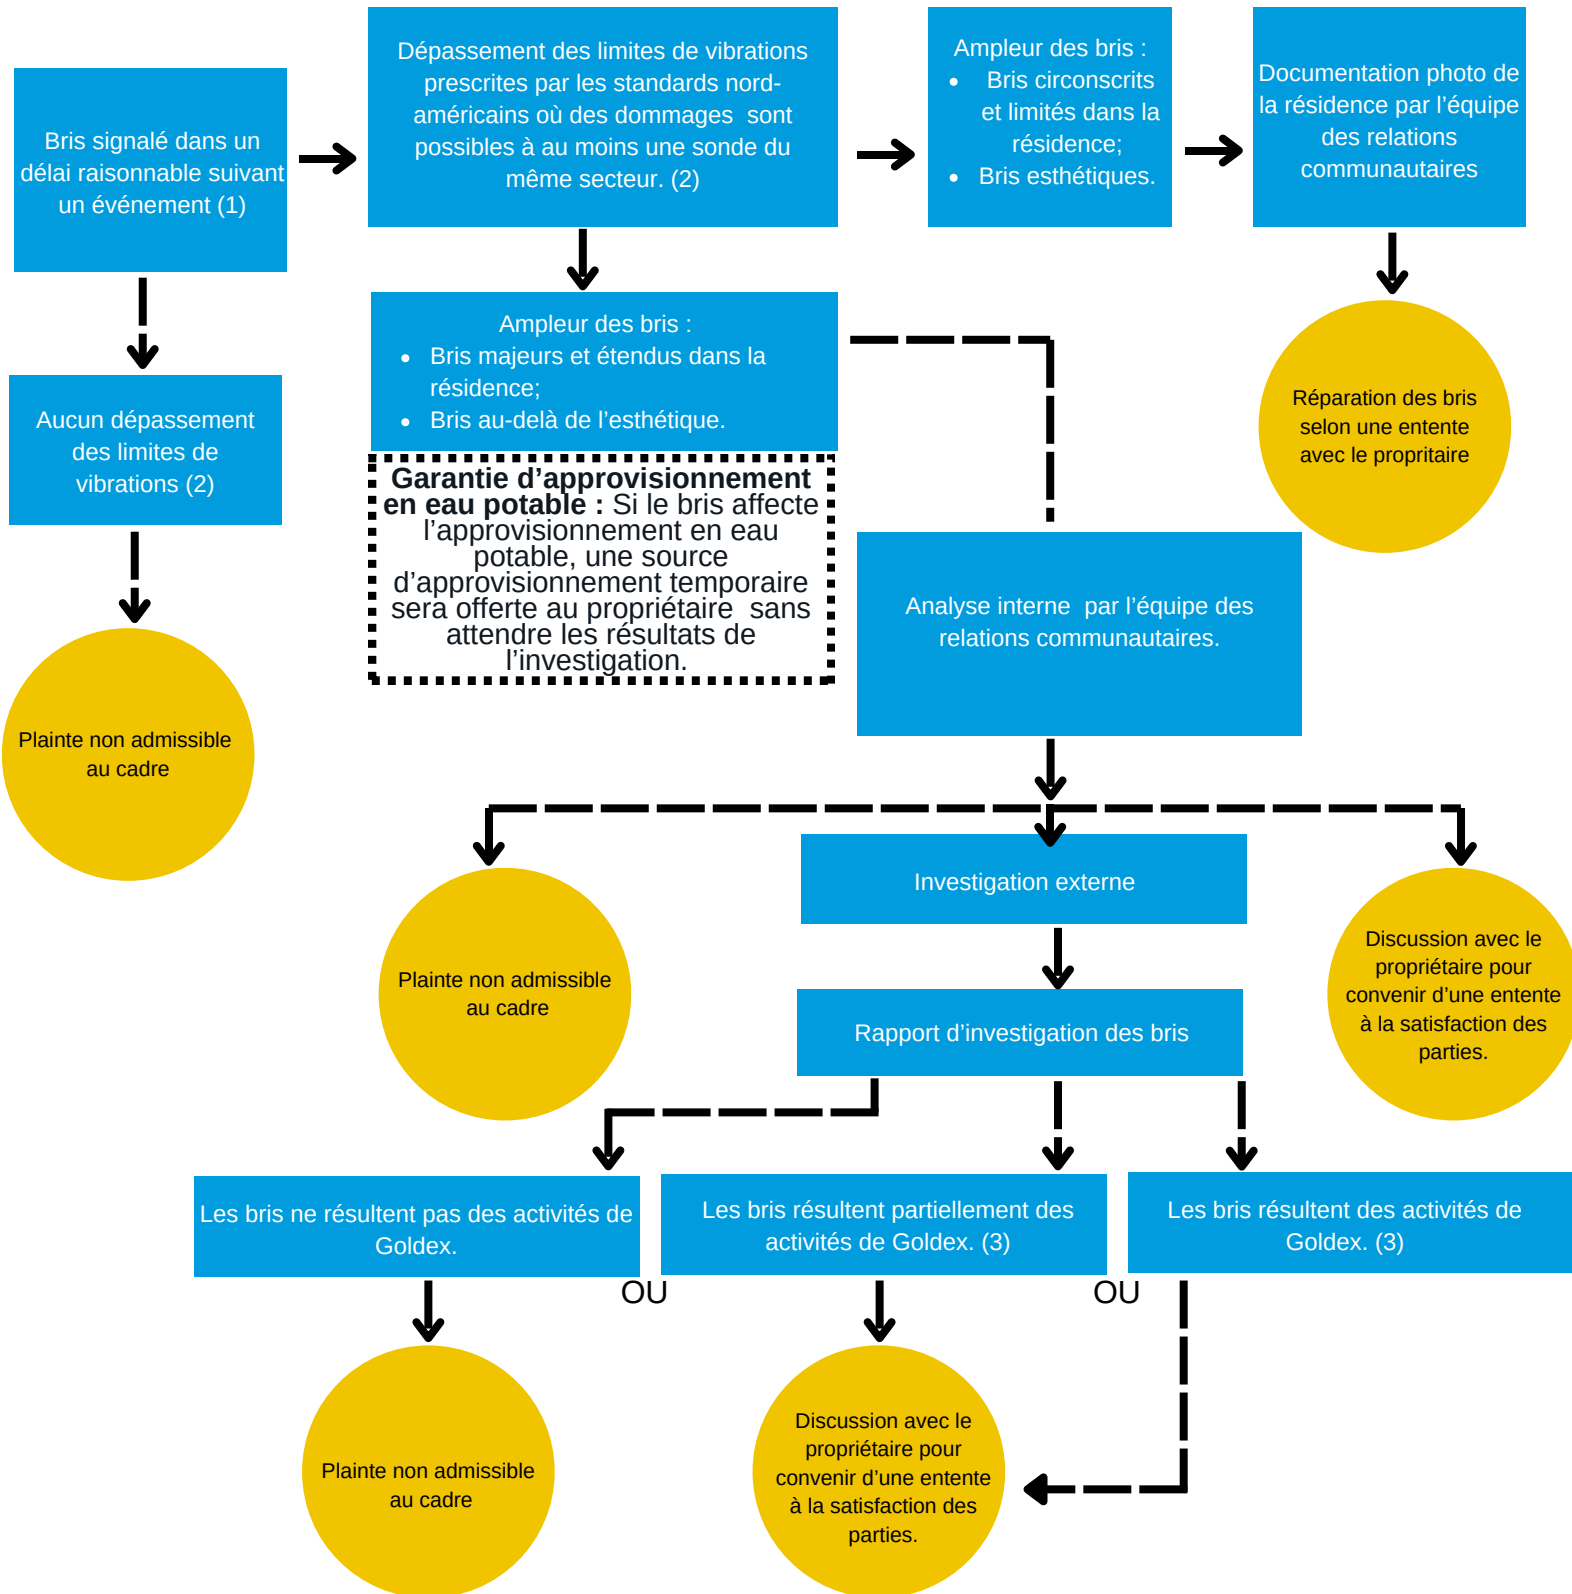 Bris signalé dans un
délai raisonnable suivant
un événement (1)
Dépassement des limites de vibrations
prescrites par les standards nord-
américains où des dommages sont
possibles à au moins une sonde du
même secteur. (2)
Ampleur des bris :
• Bris circonscrits
et limités dans la
résidence;
• Bris esthétiques.
Documentation photo de
la résidence par l’équipe
des relations
communautaires
Aucun dépassement
des limites de
vibrations (2)
Ampleur des bris :
• Bris majeurs et étendus dans la
résidence;
• Bris au-delà de l’esthétique.
Réparation des bris
selon une entente
avec le propritaire
Garantie d’approvisionnement
en eau potable : Si le bris affecte
l’approvisionnement en eau
potable, une source
d’approvisionnement temporaire
sera offerte au propriétaire sans
attendre les résultats de
l’investigation.
Analyse interne par l’équipe des
relations communautaires.
Plainte non admissible
au cadre
Investigation externe
Plainte non admissible
au cadre
Discussion avec le
propriétaire pour
convenir d’une entente
à la satisfaction des
parties.
Rapport d’investigation des bris
Les bris ne résultent pas des activités de
Goldex.
OU
Les bris résultent partiellement des
activités de Goldex. (3)
OU
Les bris résultent des activités de
Goldex. (3)
Plainte non admissible
au cadre
Discussion avec le
propriétaire pour
convenir d’une entente
à la satisfaction des
parties.